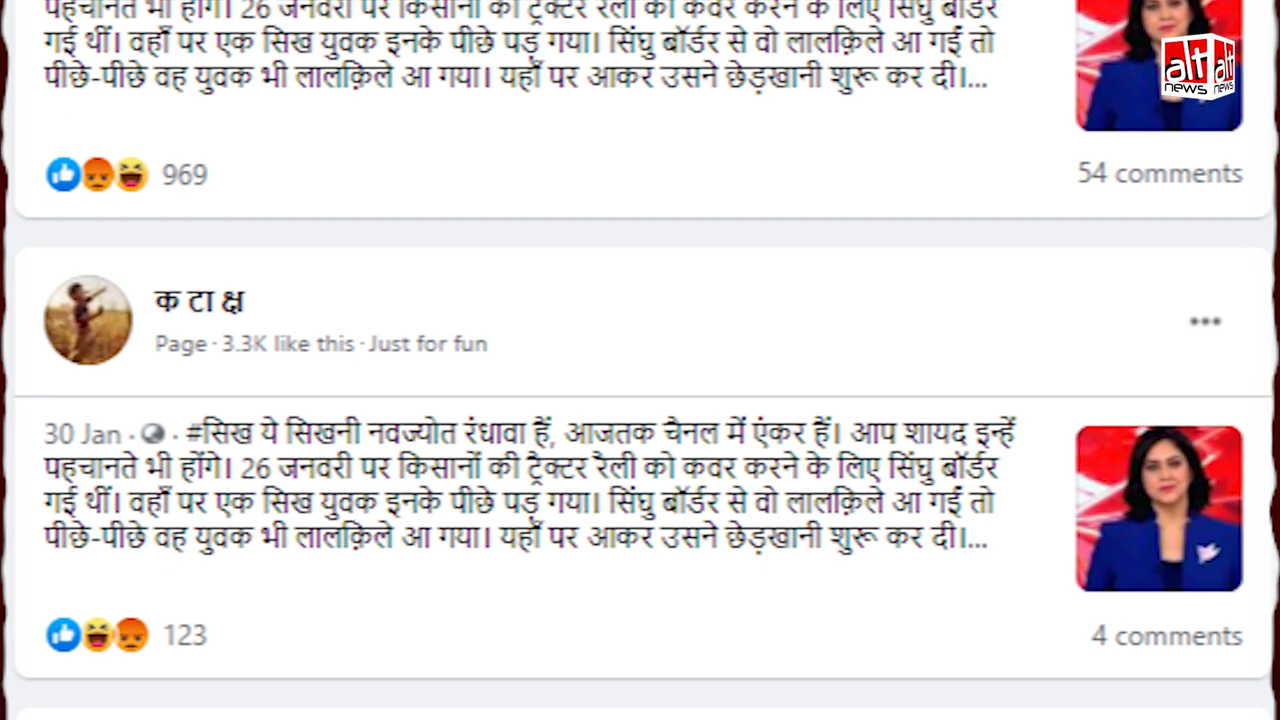 पहचानते भी होंगे। 26 जनवरी पर किसानों की ट्रैक्टर रैली को कवर करने के लिए सिंघु बॉर्डर
गई थीं। वहाँ पर एक सिख युवक इनके पीछे पड़ गया। सिंघु बॉर्डर से वो लालक़िले आ गईं तो
पीछे-पीछे वह युवक भी लालक़िले आ गया। यहाँ पर आकर उसने छेड़खानी शुरू कर दी।...
alt alt
news news
969
54 comments
क टा क्ष
Page · 3.3K like this · Just for fun
30 Jan · · #सिख ये सिखनी नवज्योत रंधावा हैं, आजतक चैनल में एंकर हैं। आप शायद इन्हें
पहचानते भी होंगे। 26 जनवरी पर किसानों की ट्रैक्टर रैली को कवर करने के लिए सिंघु बॉर्डर
गई थीं। वहाँ पर एक सिख युवक इनके पीछे पड़ गया। सिंघु बॉर्डर से वो लालक़िले आ गईं तो
पीछे-पीछे वह युवक भी लालक़िले आ गया। यहाँ पर आकर उसने छेड़खानी शुरू कर दी।...
123
4 comments